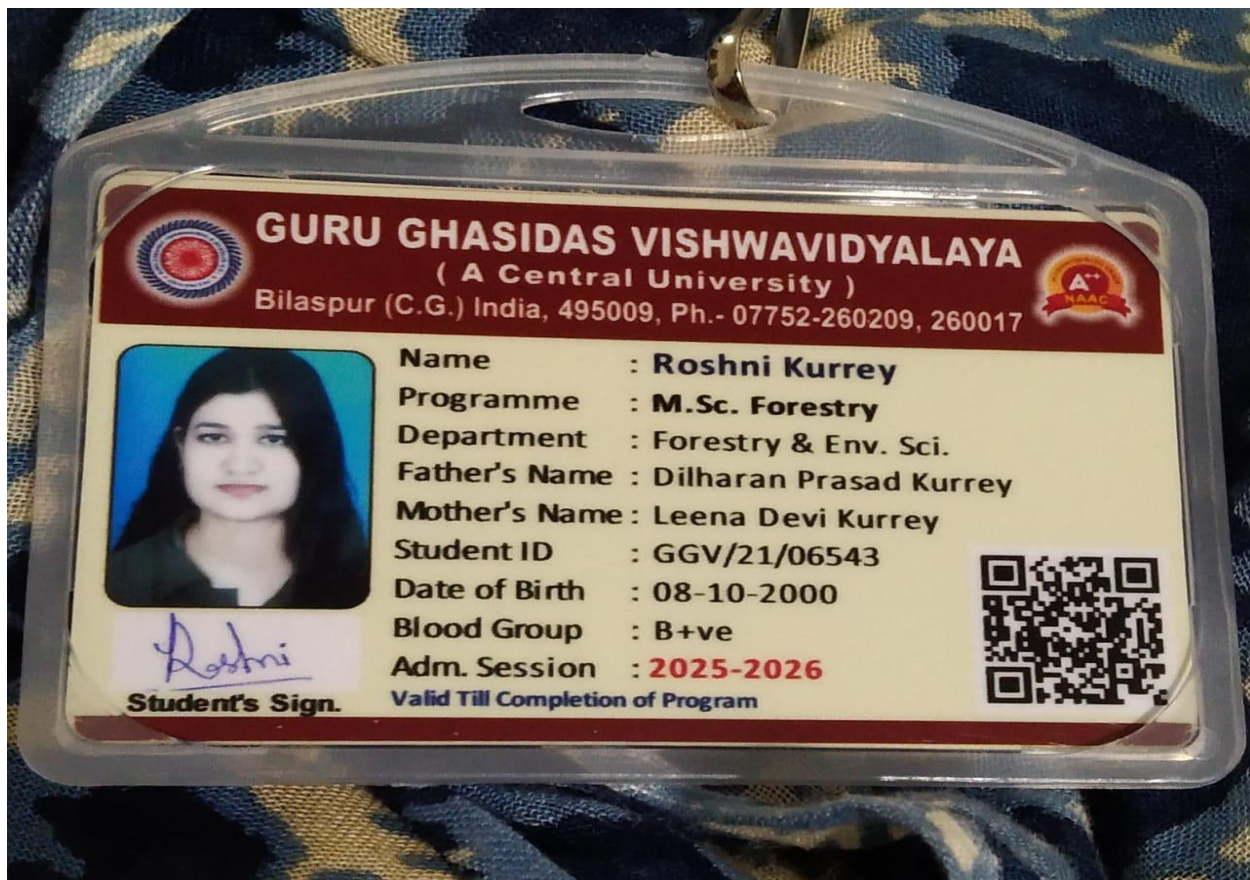 GURU GHASIDAS VISHWAVIDYALAYA
( A Central University )
Bilaspur (C.G.) India, 495009, Ph.- 07752-260209, 260017
A++
NAAC
Name : Roshni Kurrey
Programme : M.Sc. Forestry
Department : Forestry & Env. Sci.
Father's Name : Dilharan Prasad Kurrey
Mother's Name : Leena Devi Kurrey
Student ID : GGV/21/06543
Date of Birth : 08-10-2000
Blood Group : B+ve
Adm. Session : 2025-2026
Valid Till Completion of Program
Roshni
Student's Sign.